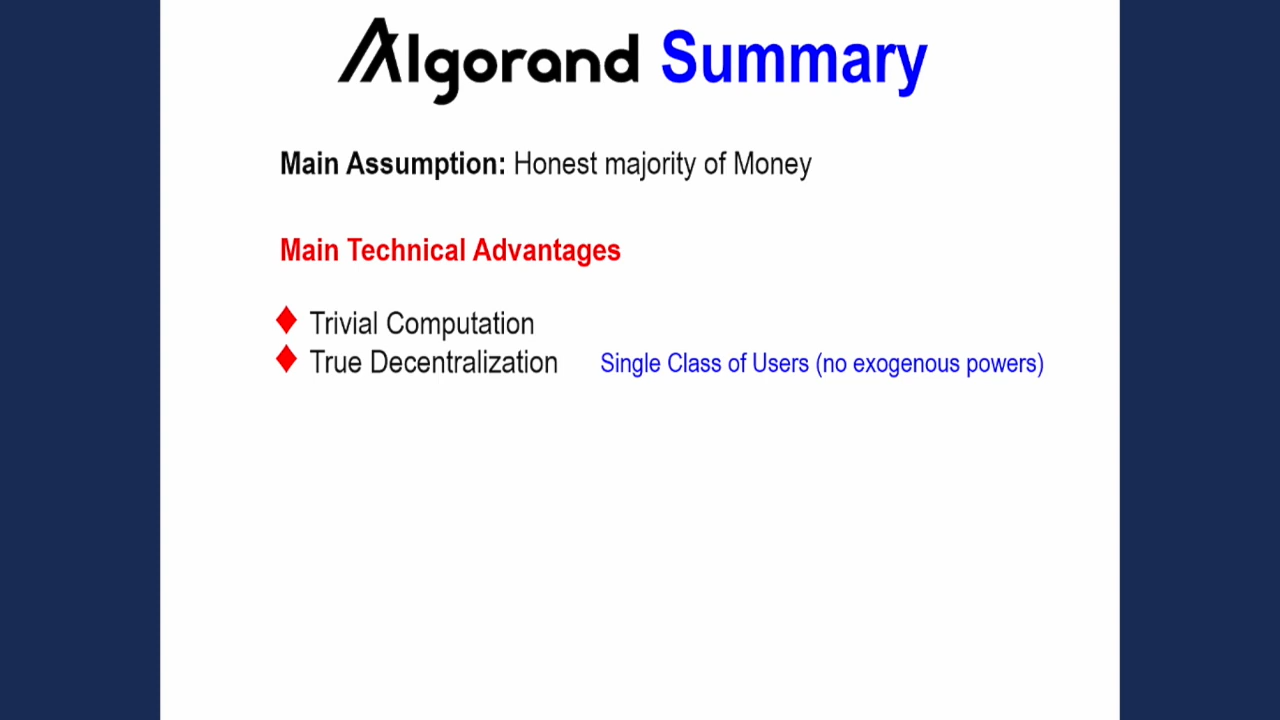 Algorand Summary
Main Assumption: Honest majority of Money
Main Technical Advantages
Trivial Computation
True Decentralization Single Class of Users (no exogenous powers)